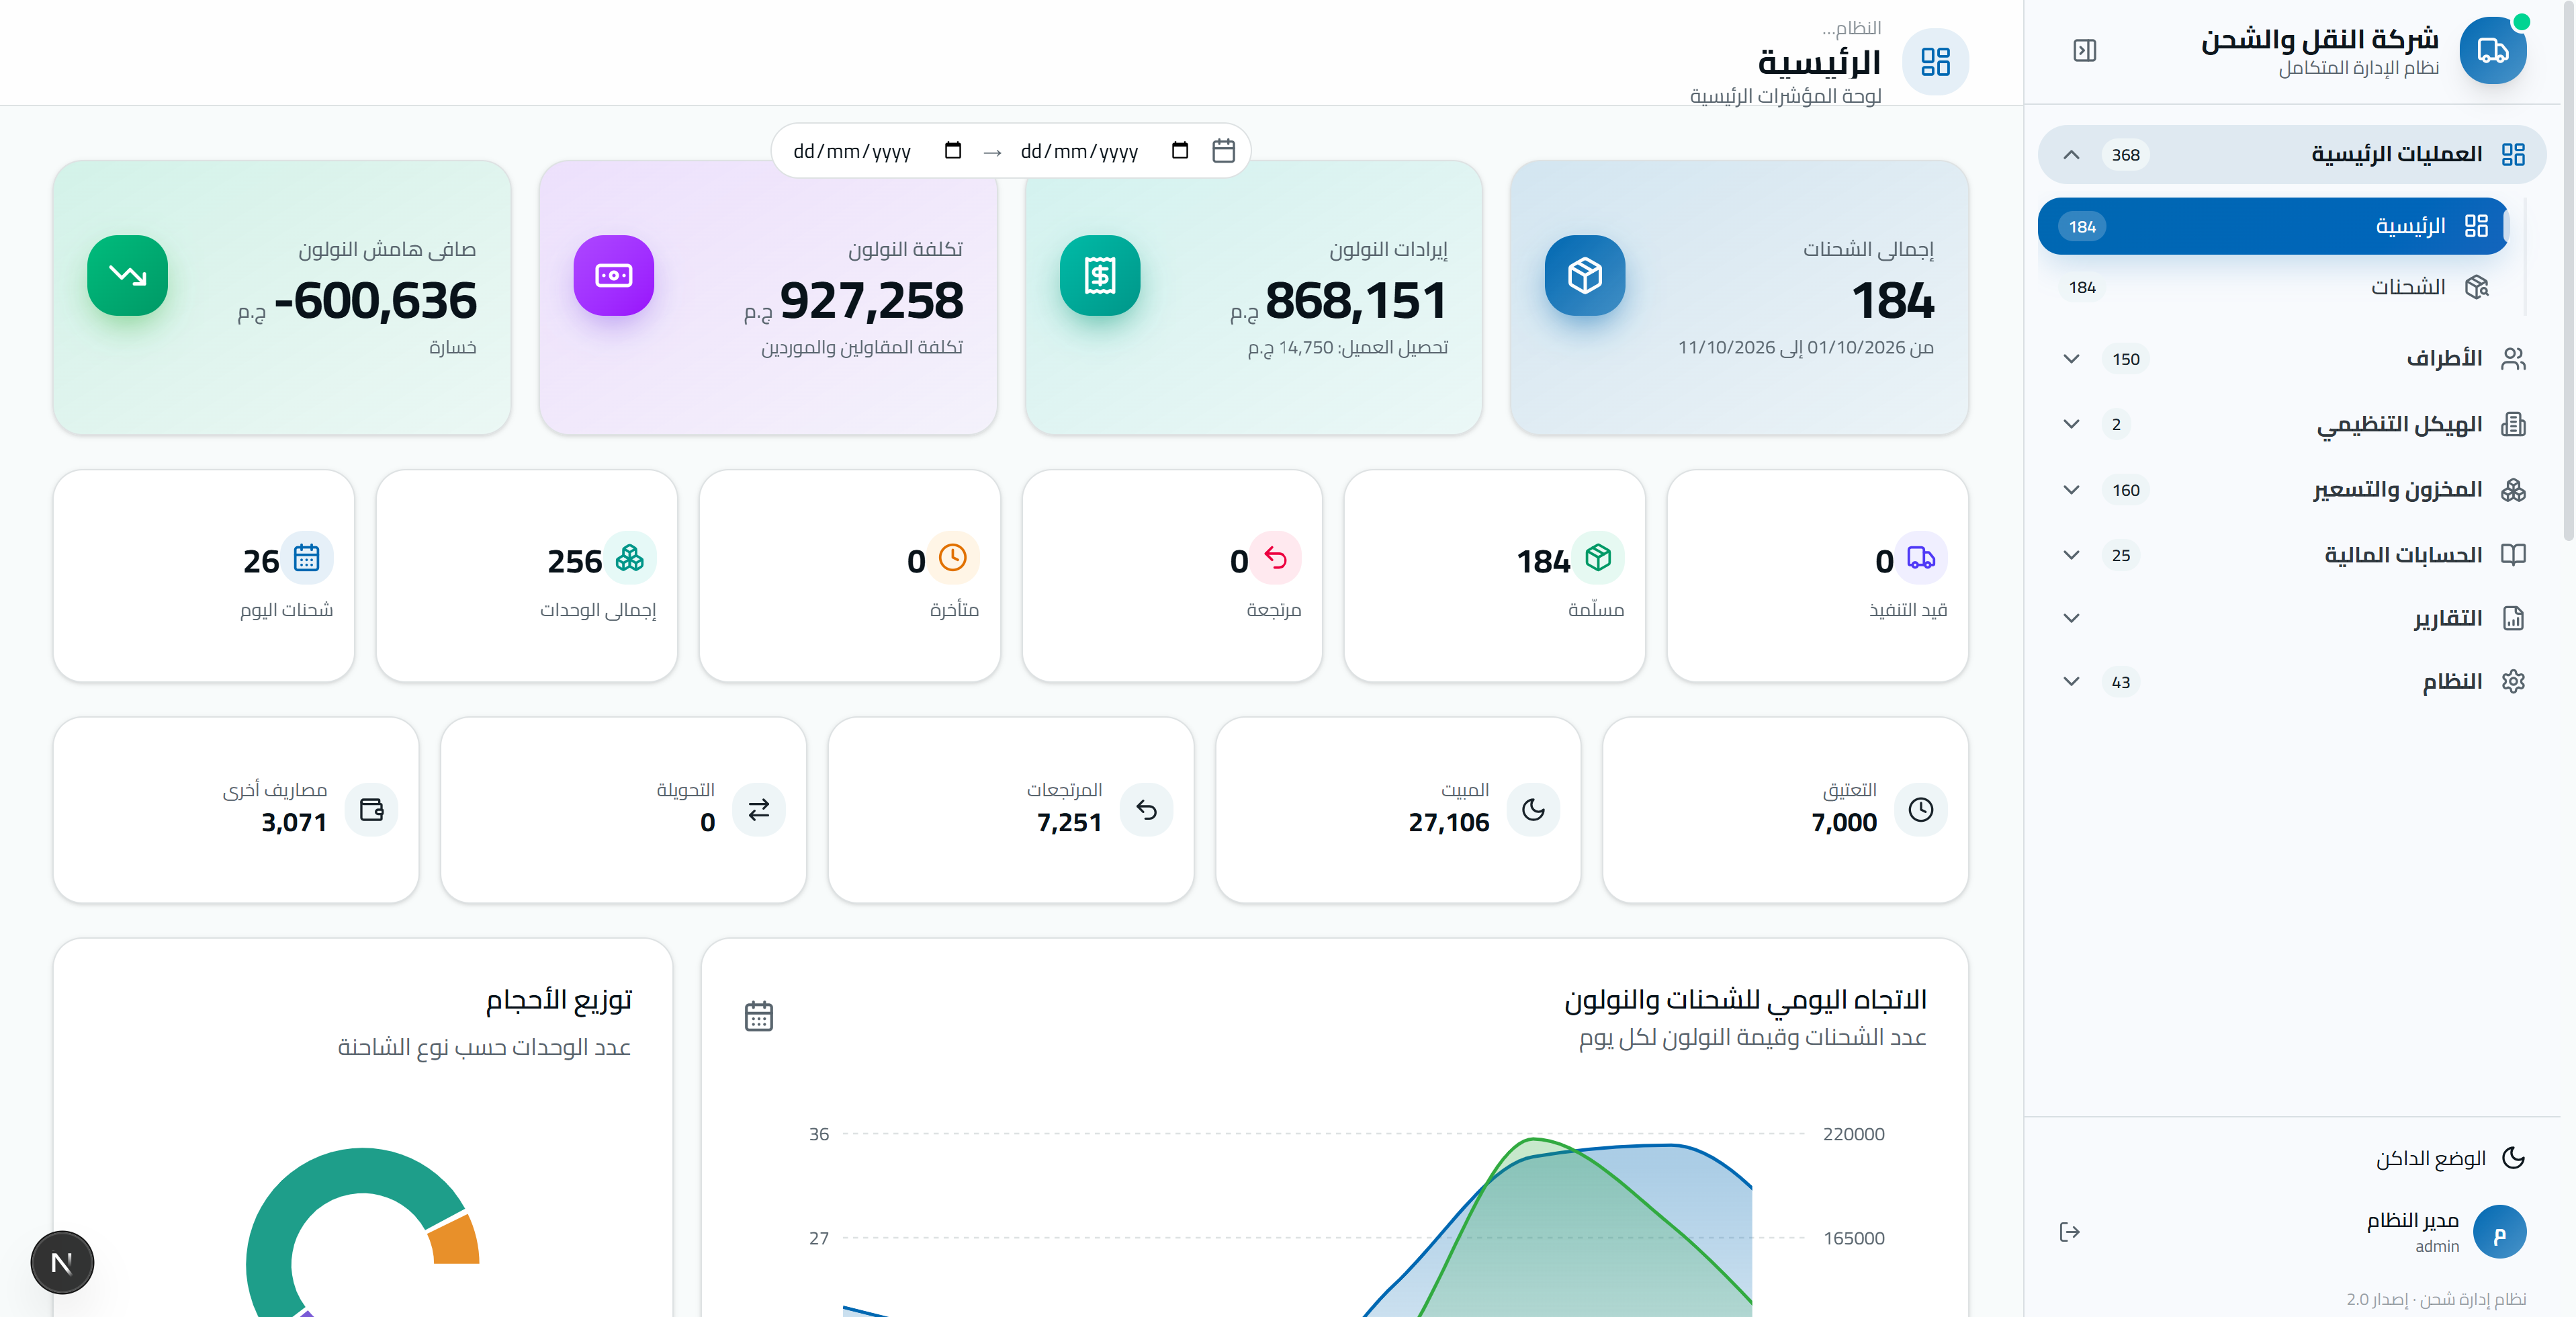 شركة النقل والشحن
نظام الإدارة المتكامل
العمليات الرئيسية
368
الرئيسية
184
الشحنات
184
الأطراف
150
الهيكل التنظيمي
2
المخزون والتسعير
160
الحسابات المالية
25
التقارير
النظام
43
الوضع الداكن
م
مدير النظام
admin
نظام إدارة شحن · إصدار 2.0
النظام...
الرئيسية
لوحة المؤشرات الرئيسية
dd/mm/yyyy → dd/mm/yyyy
إجمالى الشحنات
184
من 01/10/2026 إلى 11/10/2026
إيرادات النولون
868,151 ج.م
تحصيل العميل: 14,750 ج.م
تكلفة النولون
927,258 ج.م
تكلفة المقاولين والموردين
صافى هامش النولون
-600,636 ج.م
خسارة
0
قيد التنفيذ
184
مسلّمة
0
مرتجعة
0
متأخرة
256
إجمالى الوحدات
26
شحنات اليوم
التعتيق
7,000
المبيت
27,106
المرتجعات
7,251
التحويلة
0
مصاريف أخرى
3,071
الاتجاه اليومي للشحنات والنولون
عدد الشحنات وقيمة النولون لكل يوم
36
220000
27
165000
توزيع الأحجام
عدد الوحدات حسب نوع الشاحنة
N